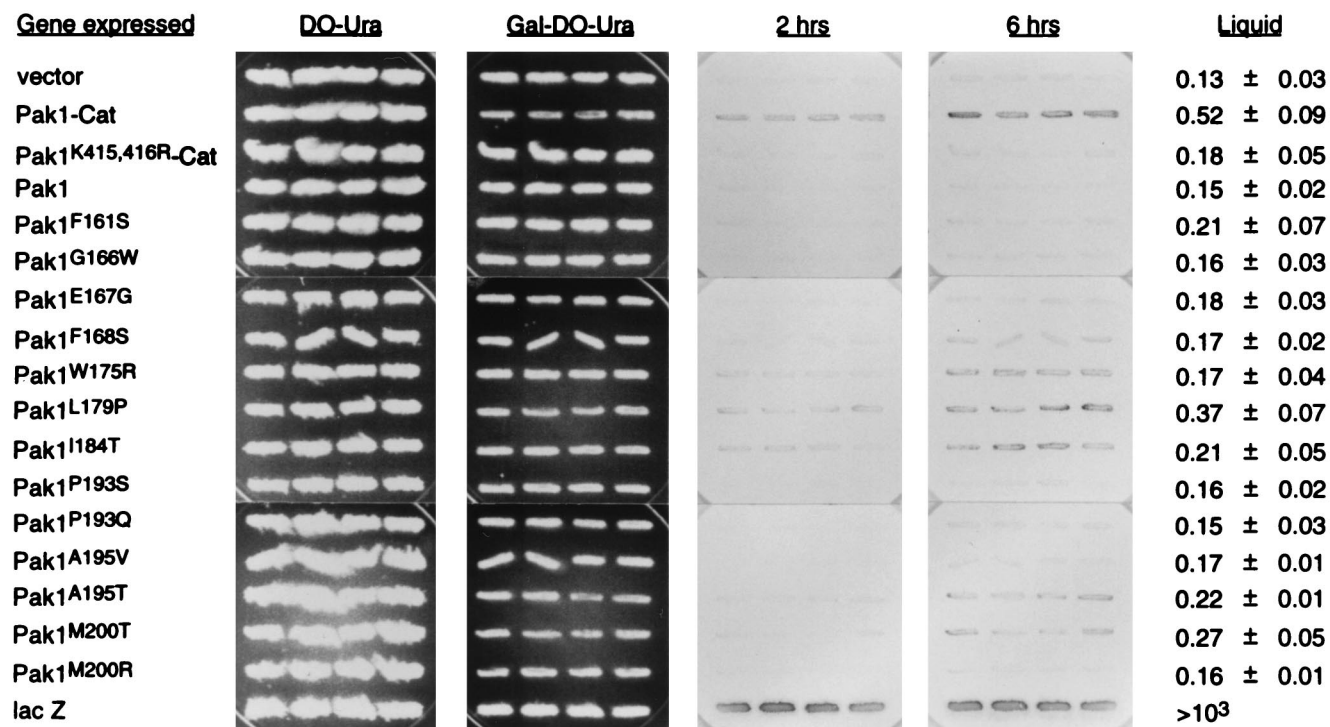 Gene expressed DO-Ura Gal-DO-Ura 2 hrs 6 hrs Liquid
vector 0.13 ± 0.03
Pak1-Cat 0.52 ± 0.09
Pak1K415,416R-Cat 0.18 ± 0.05
Pak1 0.15 ± 0.02
Pak1F161S 0.21 ± 0.07
Pak1G166W 0.16 ± 0.03
Pak1E167G 0.18 ± 0.03
Pak1F168S 0.17 ± 0.02
Pak1W175R 0.17 ± 0.04
Pak1L179P 0.37 ± 0.07
Pak1I184T 0.21 ± 0.05
Pak1P193S 0.16 ± 0.02
Pak1P193Q 0.15 ± 0.03
Pak1A195V 0.17 ± 0.01
Pak1A195T 0.22 ± 0.01
Pak1M200T 0.27 ± 0.05
Pak1M200R 0.16 ± 0.01
lac Z >103